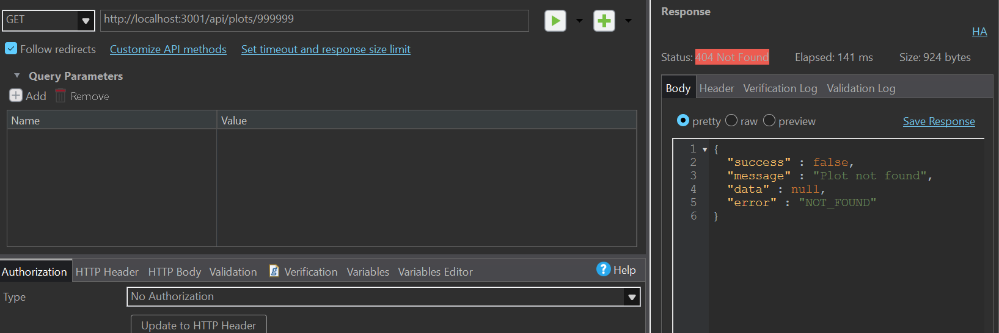 GET
http://localhost:3001/api/plots/999999
Follow redirects Customize API methods Set timeout and response size limit
Query Parameters
Add Remove
Name Value
Authorization HTTP Header HTTP Body Validation Verification Variables Variables Editor ? Help
Type No Authorization
Update to HTTP Header
Response
HA
Status: 404 Not Found Elapsed: 141 ms Size: 924 bytes
Body Header Verification Log Validation Log
pretty raw preview Save Response
1 {
2 "success" : false,
3 "message" : "Plot not found",
4 "data" : null,
5 "error" : "NOT_FOUND"
6 }